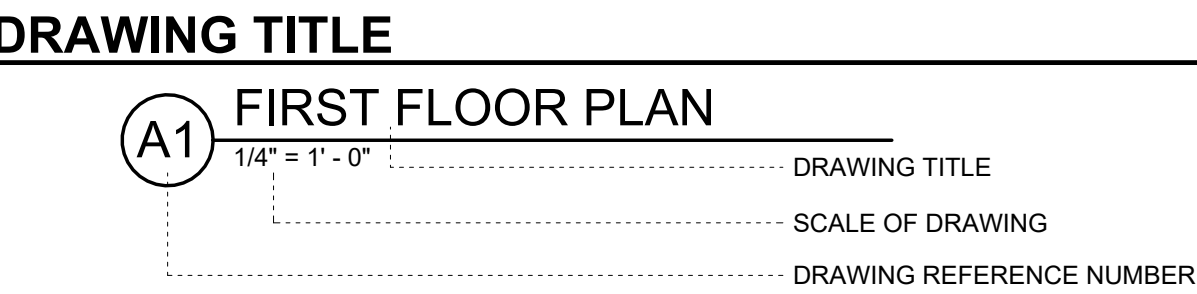 DRAWING TITLE
FIRST FLOOR PLAN
A1
1/4" = 1' - 0"
DRAWING TITLE
SCALE OF DRAWING
DRAWING REFERENCE NUMBER